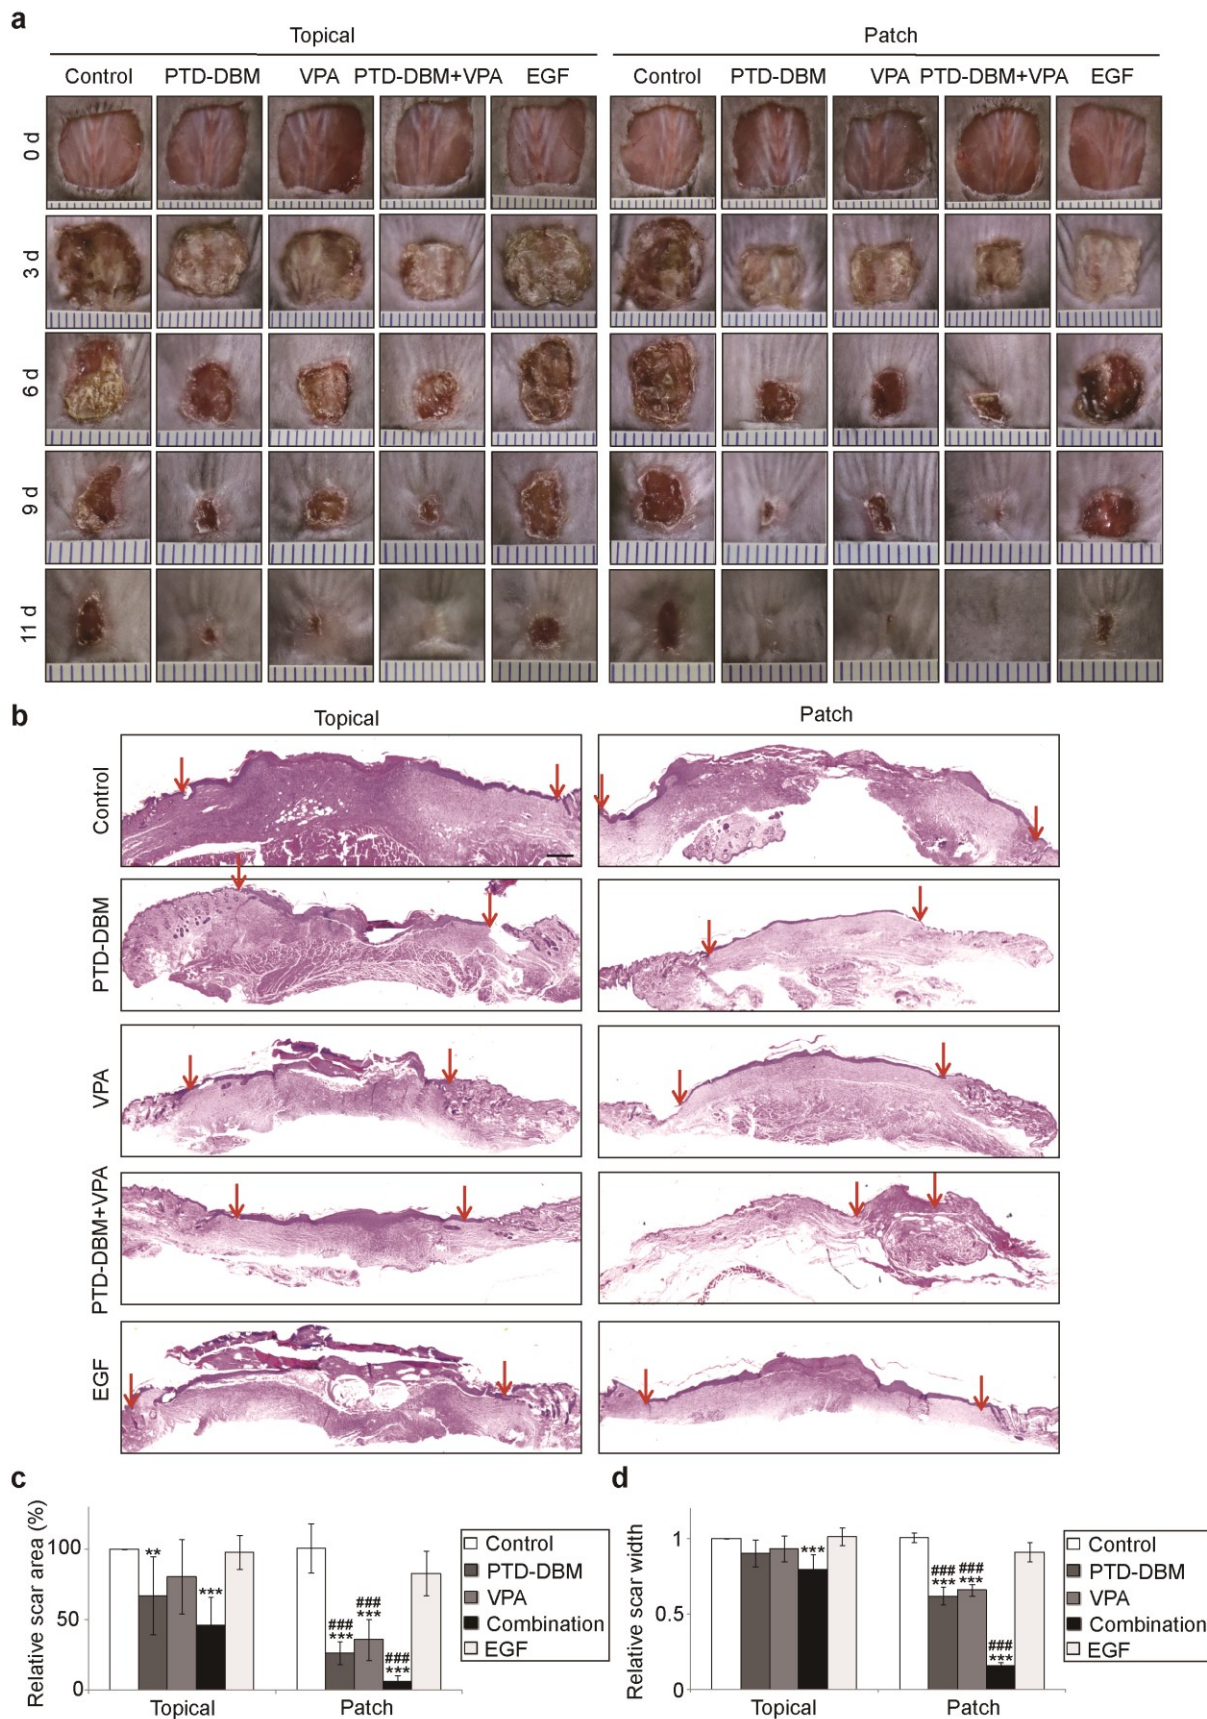 a
Topical Patch
Control PTD-DBM VPA PTD-DBM+VPA EGF Control PTD-DBM VPA PTD-DBM+VPA EGF
0 d
3 d
6 d
9 d
11 d
b
Topical Patch
Control
PTD-DBM
VPA
PTD-DBM+VPA
EGF
c
Relative scar area (%)
100
50
0
**
***
###
***
###
***
###
***
Topical Patch
Control
PTD-DBM
VPA
Combination
EGF
d
Relative scar width
1
0.5
0
***
###
***
###
***
###
***
Topical Patch
Control
PTD-DBM
VPA
Combination
EGF